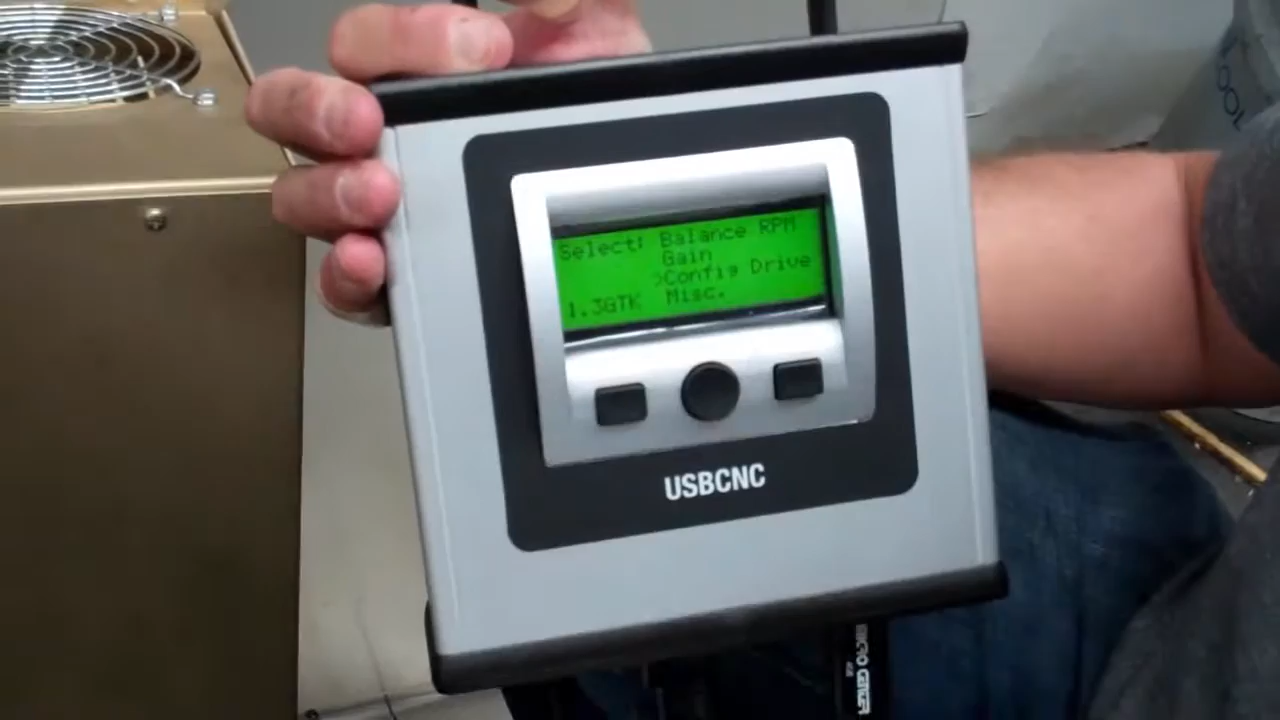 Select: Balance RPM
Gain
>Config Drive
1.3GTK Misc.
USBCNC